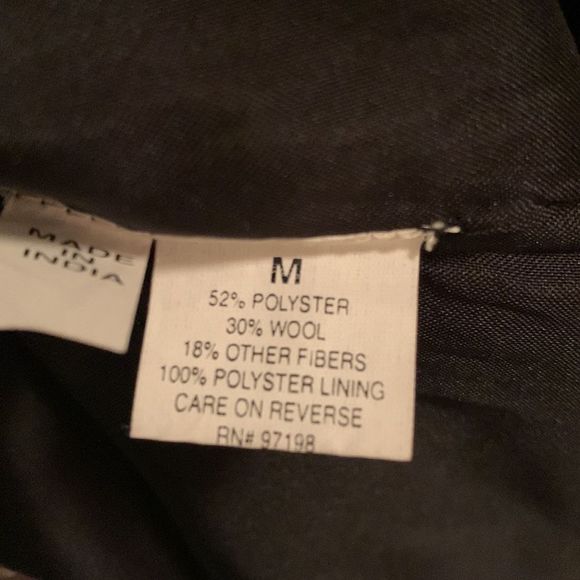 MADE
IN
INDIA
M
52% POLYSTER
30% WOOL
18% OTHER FIBERS
100% POLYSTER LINING
CARE ON REVERSE
RN# 97198